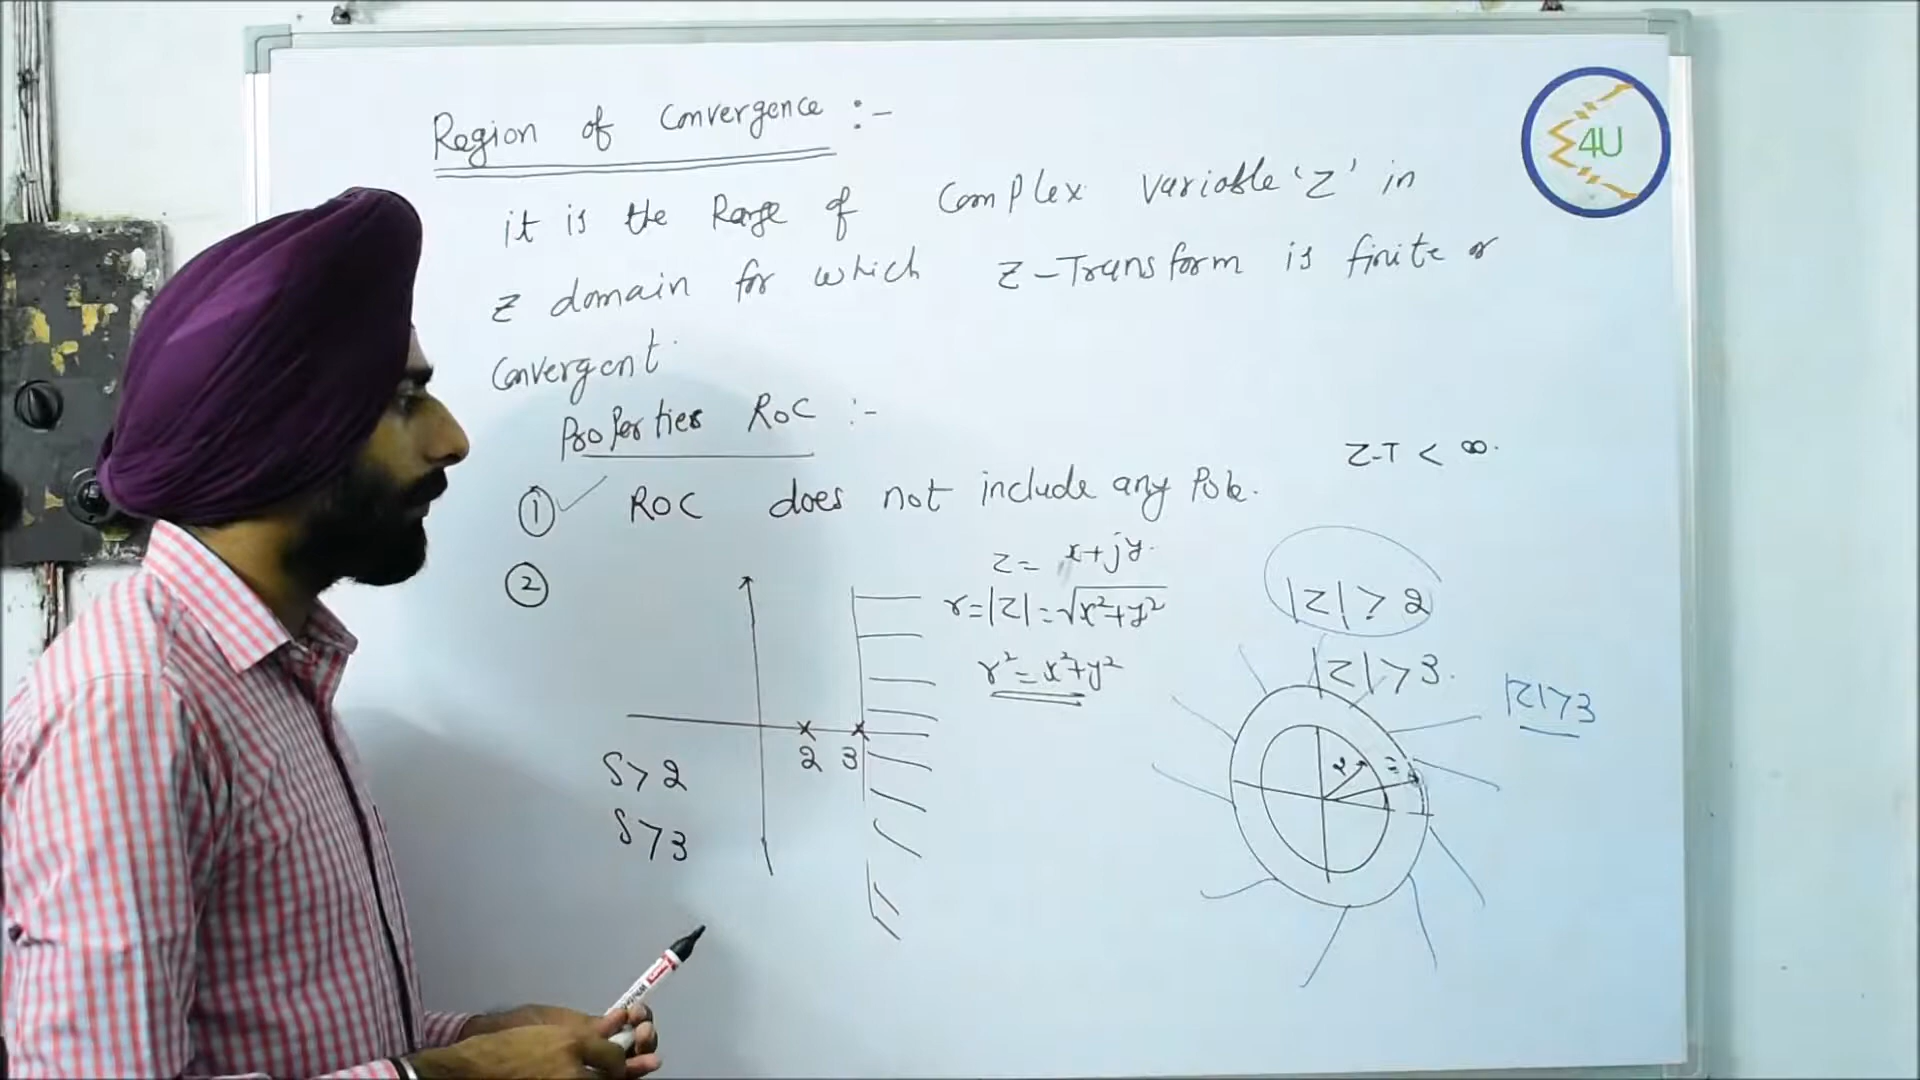 Region of Convergence :-
it is the Range of Complex variable 'Z' in
Z domain for which Z-Transform is finite or
Convergent.
Properties ROC :-
Z.T < ∞.
① ✓ ROC does not include any Pole.
②
z = x+jy.
r=|Z|=√x²+y²
r² = x²+y²
|Z| > 2
|Z| > 3.
|Z|>3
2 3
S > 2
S > 3
4U